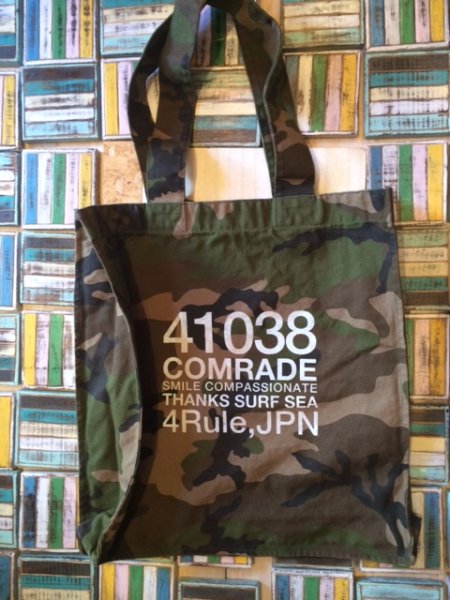 41038
COMRADE
SMILE COMPASSIONATE
THANKS SURF SEA
4Rule,JPN